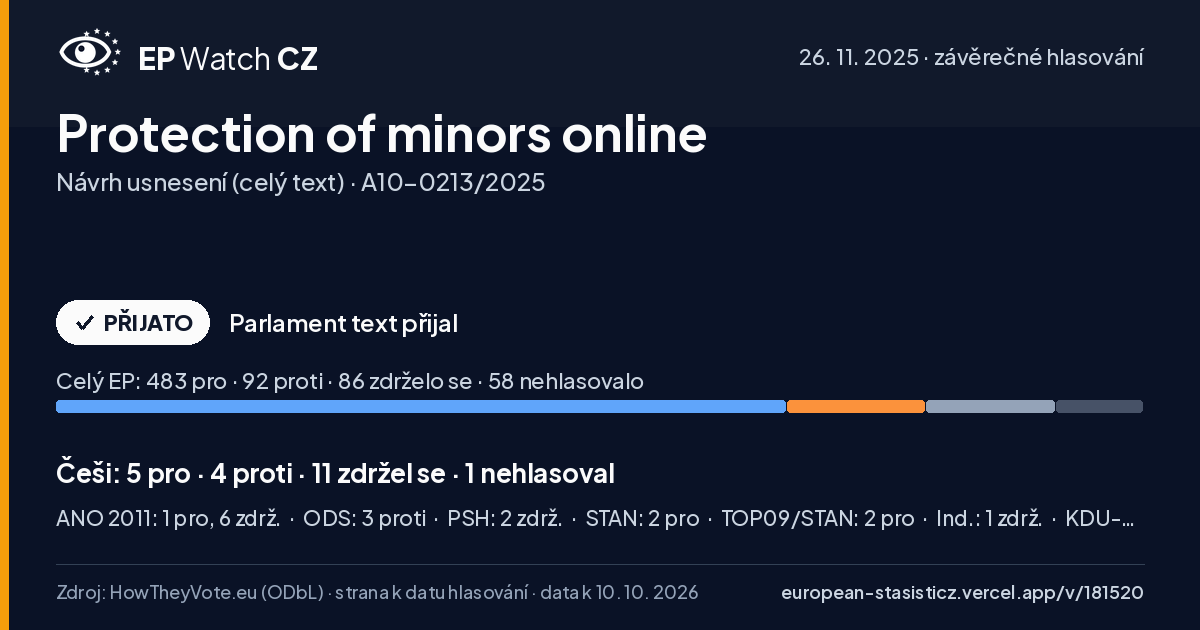 EP Watch CZ
26. 11. 2025 · závěrečné hlasování
Protection of minors online
Návrh usnesení (celý text) · A10-0213/2025
✓ PŘIJATO
Parlament text přijal
Celý EP: 483 pro · 92 proti · 86 zdrželo se · 58 nehlasovalo
Češi: 5 pro · 4 proti · 11 zdržel se · 1 nehlasoval
ANO 2011: 1 pro, 6 zdrž. · ODS: 3 proti · PSH: 2 zdrž. · STAN: 2 pro · TOP09/STAN: 2 pro · Ind.: 1 zdrž. · KDU-…
Zdroj: HowTheyVote.eu (ODbL) · strana k datu hlasování · data k 10. 10. 2026
european-stasisticz.vercel.app/v/181520